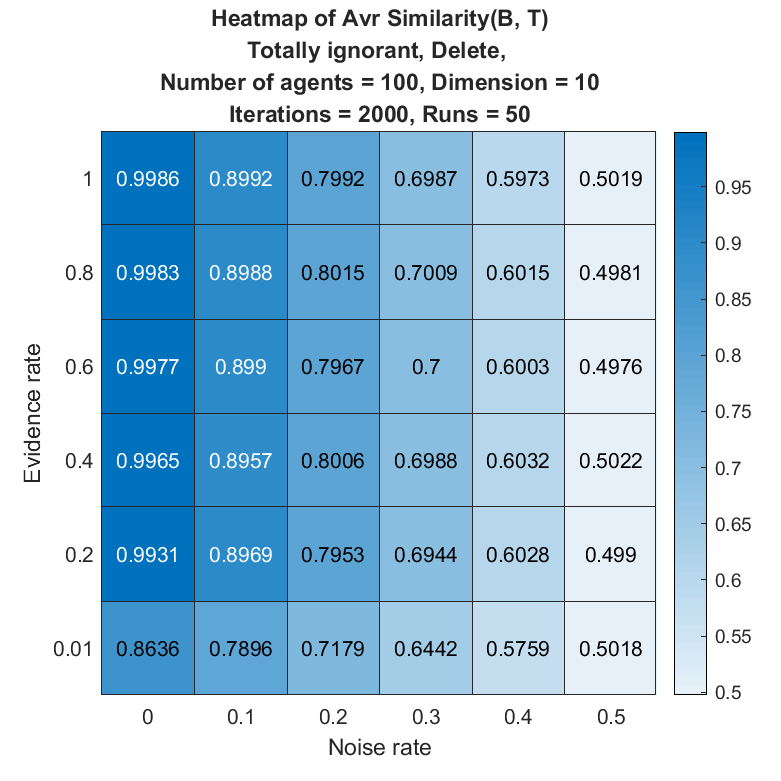 Heatmap of Avr Similarity(B, T)
Totally ignorant, Delete,
Number of agents = 100, Dimension = 10
Iterations = 2000, Runs = 50
1 0.9986 0.8992 0.7992 0.6987 0.5973 0.5019
0.8 0.9983 0.8988 0.8015 0.7009 0.6015 0.4981
0.6 0.9977 0.899 0.7967 0.7 0.6003 0.4976
0.4 0.9965 0.8957 0.8006 0.6988 0.6032 0.5022
0.2 0.9931 0.8969 0.7953 0.6944 0.6028 0.499
0.01 0.8636 0.7896 0.7179 0.6442 0.5759 0.5018
0 0.1 0.2 0.3 0.4 0.5
Noise rate
Evidence rate
0.95
0.9
0.85
0.8
0.75
0.7
0.65
0.6
0.55
0.5